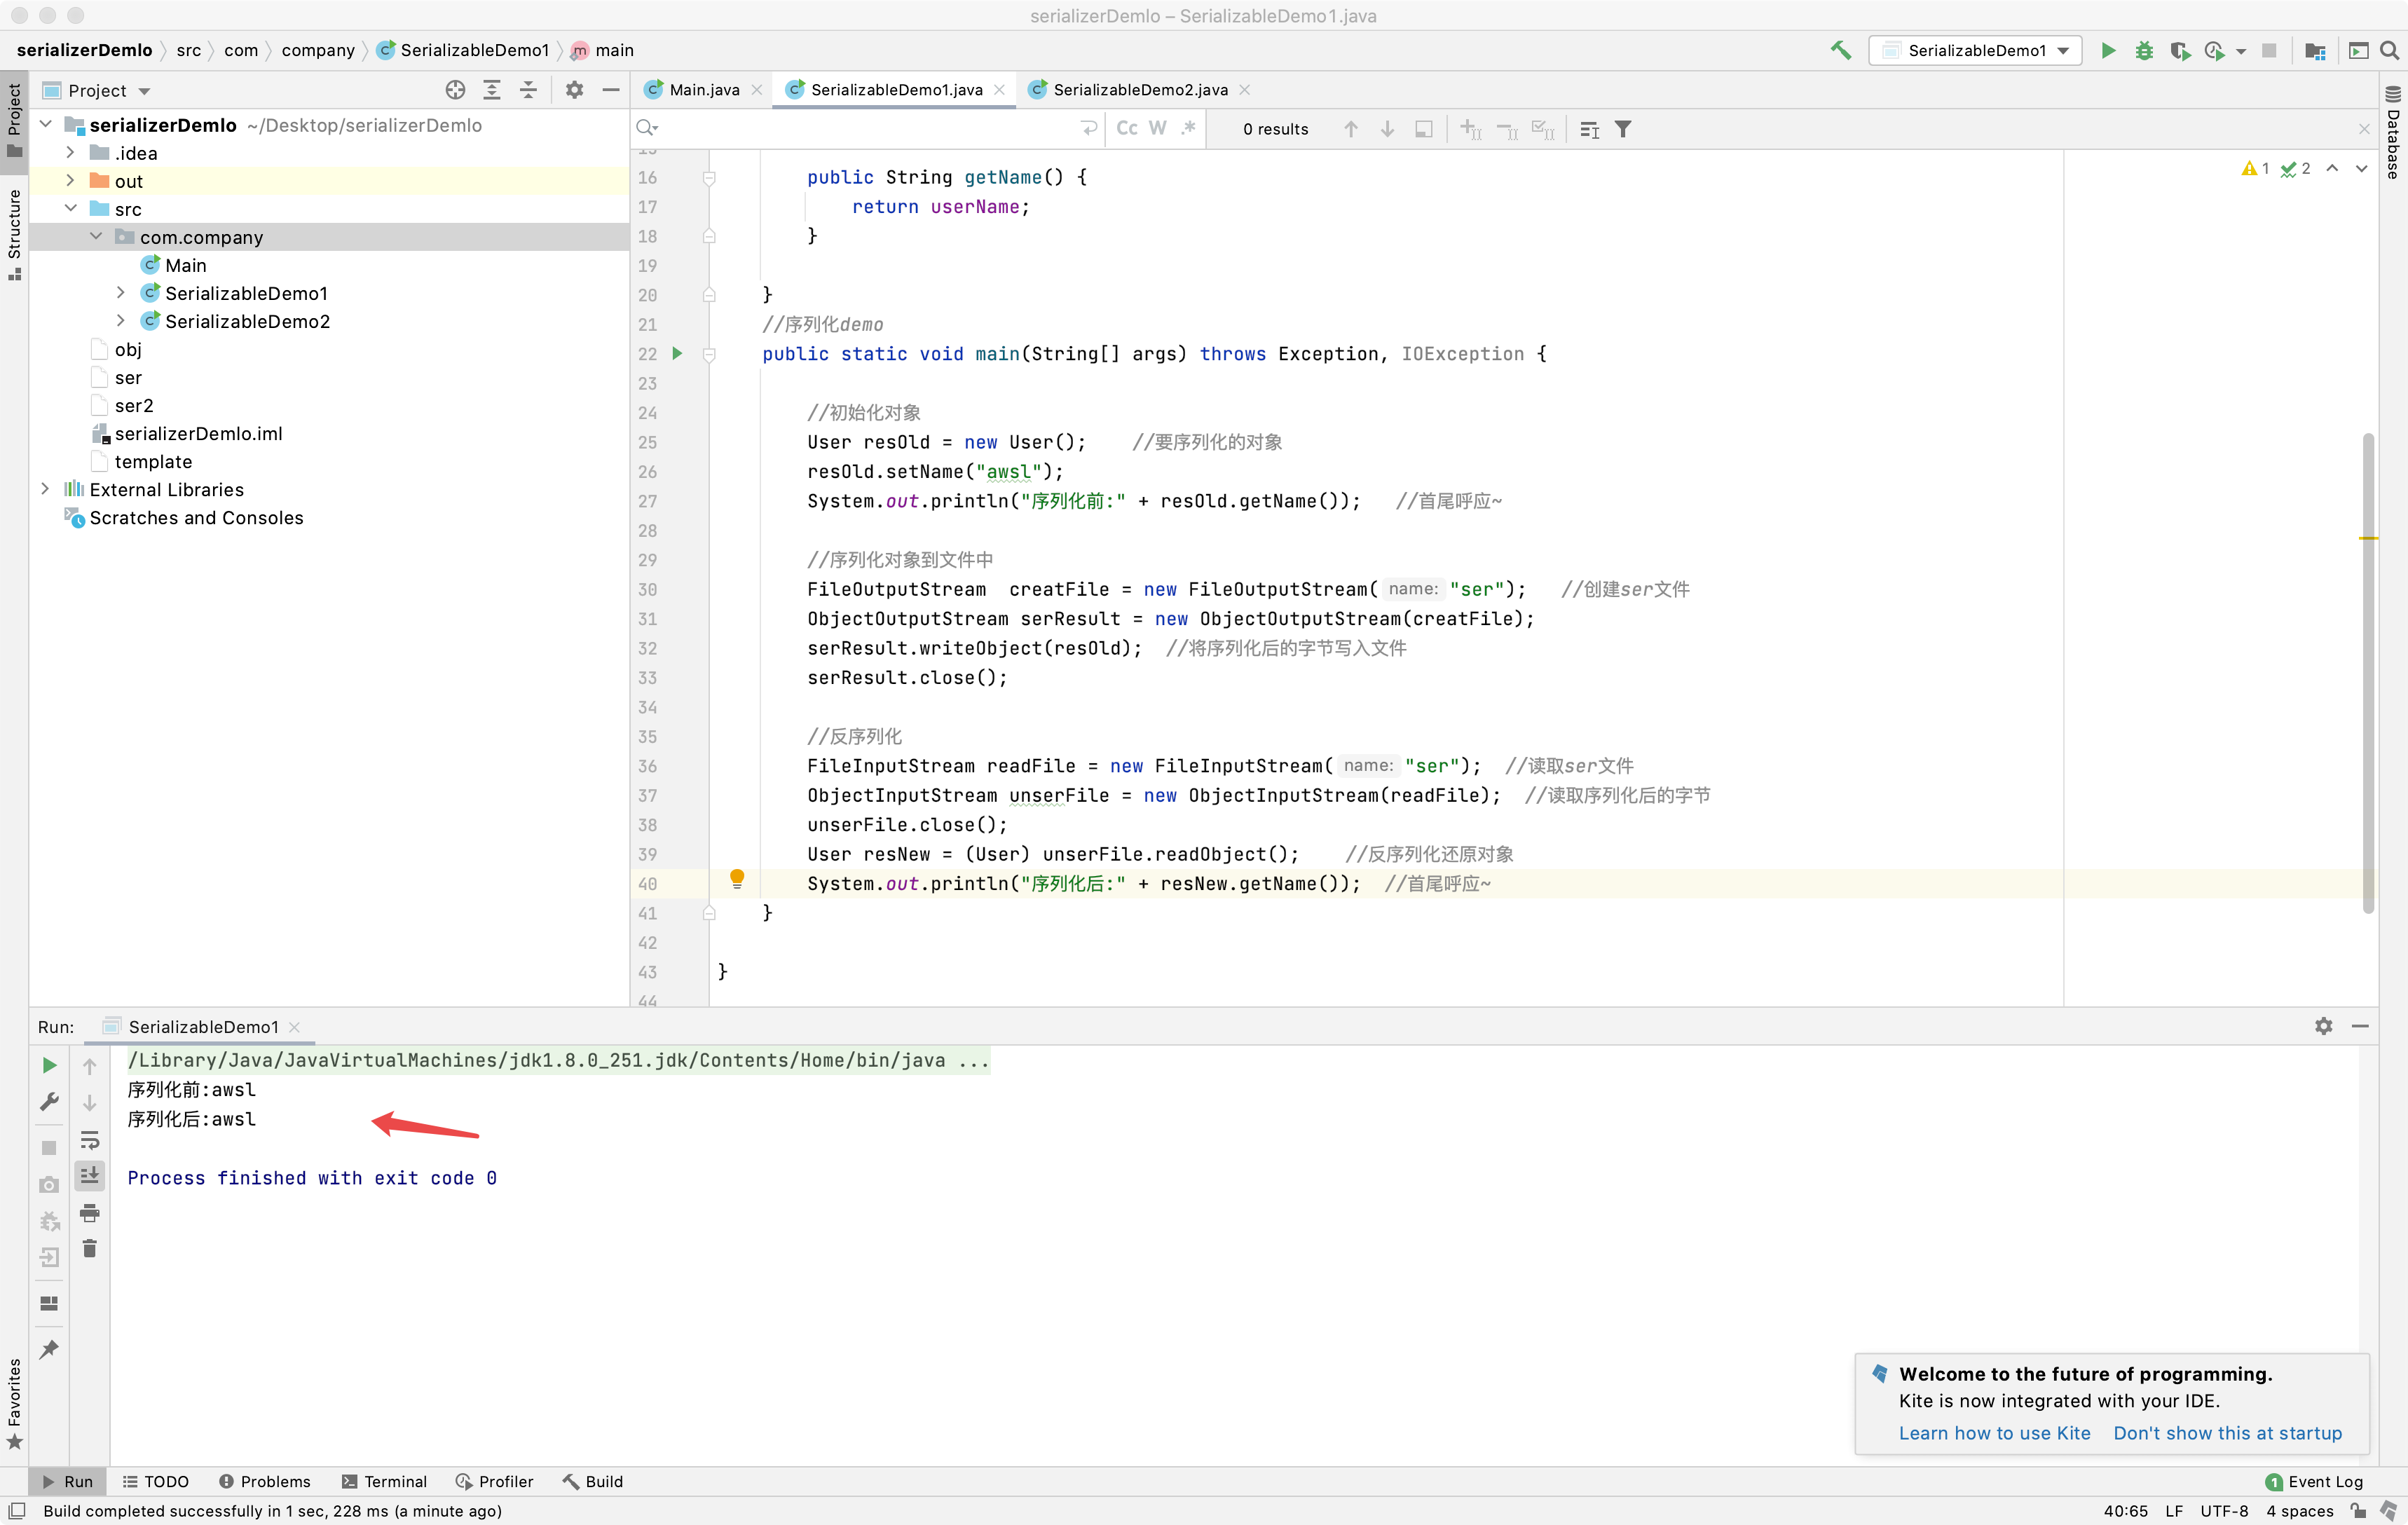 serializerDemlo – SerializableDemo1.java
serializerDemlo src com company SerializableDemo1 main
SerializableDemo1
Project
Structure
Favorites
Database
Project
serializerDemlo ~/Desktop/serializerDemlo
.idea
out
src
com.company
Main
SerializableDemo1
SerializableDemo2
obj
ser
ser2
serializerDemlo.iml
template
External Libraries
Scratches and Consoles
Main.java SerializableDemo1.java SerializableDemo2.java
Cc W .* 0 results
1 2
16 public String getName() {
17 return userName;
18 }
19
20 }
21 //序列化demo
22 public static void main(String[] args) throws Exception, IOException {
23
24 //初始化对象
25 User resOld = new User(); //要序列化的对象
26 resOld.setName("awsl");
27 System.out.println("序列化前:" + resOld.getName()); //首尾呼应~
28
29 //序列化对象到文件中
30 FileOutputStream creatFile = new FileOutputStream( name: "ser"); //创建ser文件
31 ObjectOutputStream serResult = new ObjectOutputStream(creatFile);
32 serResult.writeObject(resOld); //将序列化后的字节写入文件
33 serResult.close();
34
35 //反序列化
36 FileInputStream readFile = new FileInputStream( name: "ser"); //读取ser文件
37 ObjectInputStream unserFile = new ObjectInputStream(readFile); //读取序列化后的字节
38 unserFile.close();
39 User resNew = (User) unserFile.readObject(); //反序列化还原对象
40 System.out.println("序列化后:" + resNew.getName()); //首尾呼应~
41 }
42
43 }
44
Run: SerializableDemo1
/Library/Java/JavaVirtualMachines/jdk1.8.0_251.jdk/Contents/Home/bin/java ...
序列化前:awsl
序列化后:awsl
Process finished with exit code 0
Welcome to the future of programming.
Kite is now integrated with your IDE.
Learn how to use Kite Don't show this at startup
Run TODO Problems Terminal Profiler Build 1 Event Log
Build completed successfully in 1 sec, 228 ms (a minute ago) 40:65 LF UTF-8 4 spaces